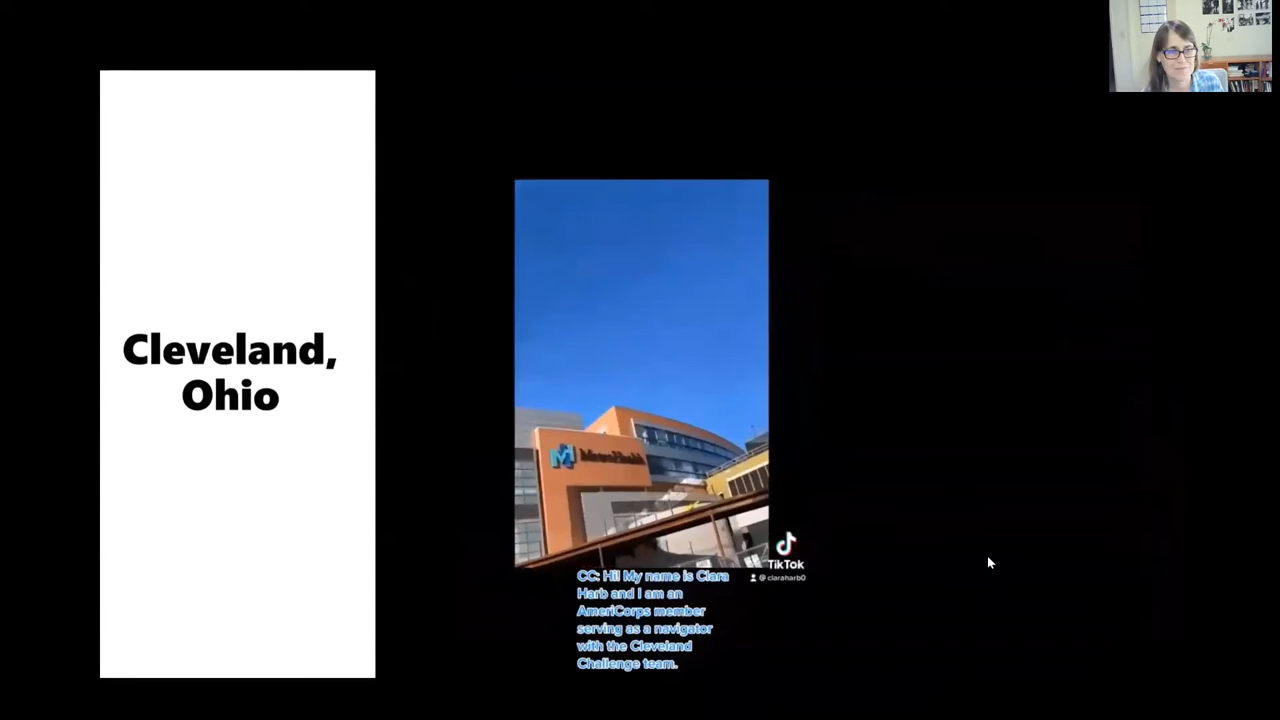 Cleveland,
Ohio
MetroHealth
TikTok
@claraharb0
CC: Hi! My name is Clara
Harb and I am an
AmeriCorps member
serving as a navigator
with the Cleveland
Challenge team.